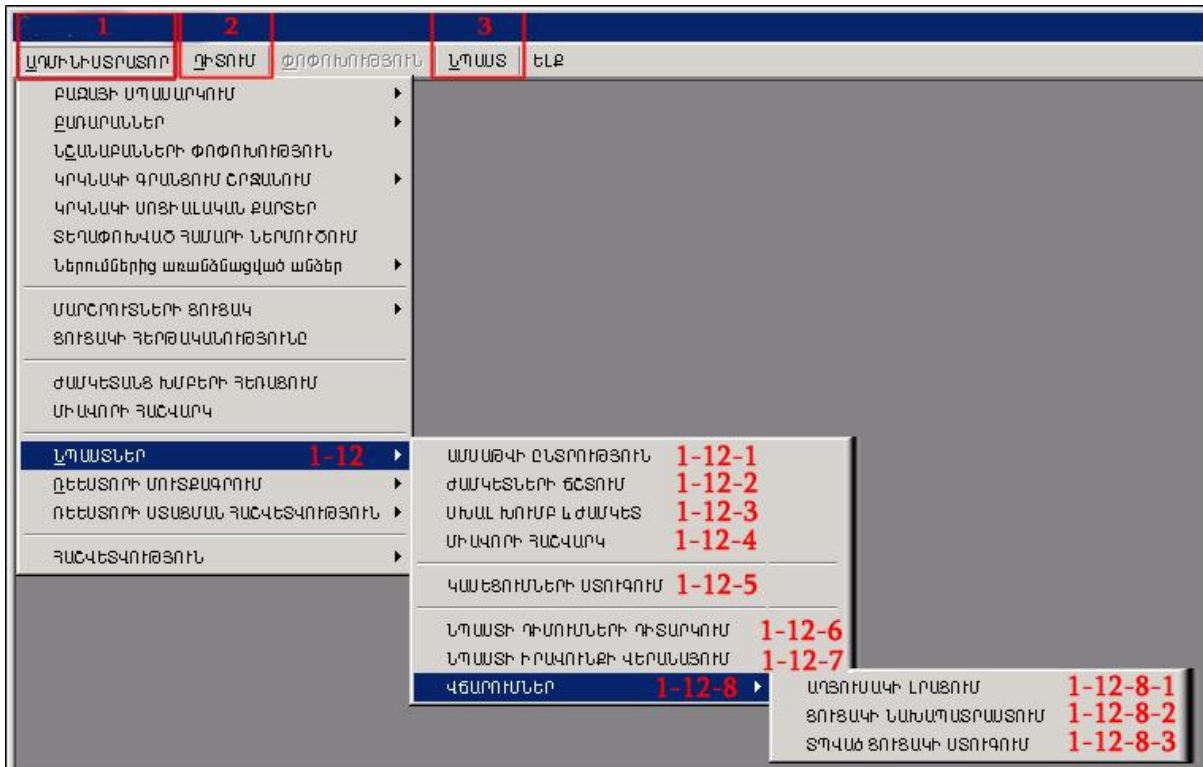 1 2 3
ԱԴՄԻՆԻՍՏՐԱՏՈՐ ԴԻՏՈՒՄ ՓՈՓՈԽՈՒԹՅՈՒՆ ՆՊԱՍՏ ԵԼՔ
ԲԱԶԱՅԻ ՍՊԱՍԱՐԿՈՒՄ
ԲԱՌԱՐԱՆՆԵՐ
ՆՇԱՆԱԲԱՆՆԵՐԻ ՓՈՓՈԽՈՒԹՅՈՒՆ
ԿՐԿՆԱԿԻ ԳՐԱՆՑՈՒՄ ՇՐՋԱՆՈՒՄ
ԿՐԿՆԱԿԻ ՍՈՑԻԱԼԱԿԱՆ ՔԱՐՏԵՐ
ՏԵՂԱՓՈԽՎԱԾ ՀԱՄԱՐԻ ՆԵՐՄՈՒԾՈՒՄ
Ներումներից առանձնացված անձեր
ՄԱՐՇՐՈՒՏՆԵՐԻ ՑՈՒՑԱԿ
ՑՈՒՑԱԿԻ ՀԵՐԹԱԿԱՆՈՒԹՅՈՒՆԸ
ԺԱՄԿԵՏԱՆՑ ԽՄԲԵՐԻ ՀԵՌԱՑՈՒՄ
ՄԻԱՎՈՐԻ ՀԱՇՎԱՐԿ
ՆՊԱՍՏՆԵՐ 1-12
ՌԵԵՍՏՐԻ ՄՈՒՏՔԱԳՐՈՒՄ
ՌԵԵՍՏՐԻ ՍՏԱՑՄԱՆ ՀԱՇՎԵՏՎՈՒԹՅՈՒՆ
ՀԱՇՎԵՏՎՈՒԹՅՈՒՆ
ԱՄՍԱԹՎԻ ԸՆՏՐՈՒԹՅՈՒՆ 1-12-1
ԺԱՄԿԵՏՆԵՐԻ ՃՇՏՈՒՄ 1-12-2
ՍԽԱԼ ԽՈՒՄԲ և ԺԱՄԿԵՏ 1-12-3
ՄԻԱՎՈՐԻ ՀԱՇՎԱՐԿ 1-12-4
ԿԱՍԵՑՈՒՄՆԵՐԻ ՍՏՈՒԳՈՒՄ 1-12-5
ՆՊԱՍՏԻ ԴԻՄՈՒՄՆԵՐԻ ԴԻՏԱՐԿՈՒՄ 1-12-6
ՆՊԱՍՏԻ ԻՐԱՎՈՒՆՔԻ ՎԵՐԱՆԱՅՈՒՄ 1-12-7
ՎՃԱՐՈՒՄՆԵՐ 1-12-8
ԱՂՅՈՒՍԱԿԻ ԼՐԱՑՈՒՄ 1-12-8-1
ՑՈՒՑԱԿԻ ՆԱԽԱՊԱՏՐԱՍՏՈՒՄ 1-12-8-2
ՏՊՎԱԾ ՑՈՒՑԱԿԻ ՍՏՈՒԳՈՒՄ 1-12-8-3